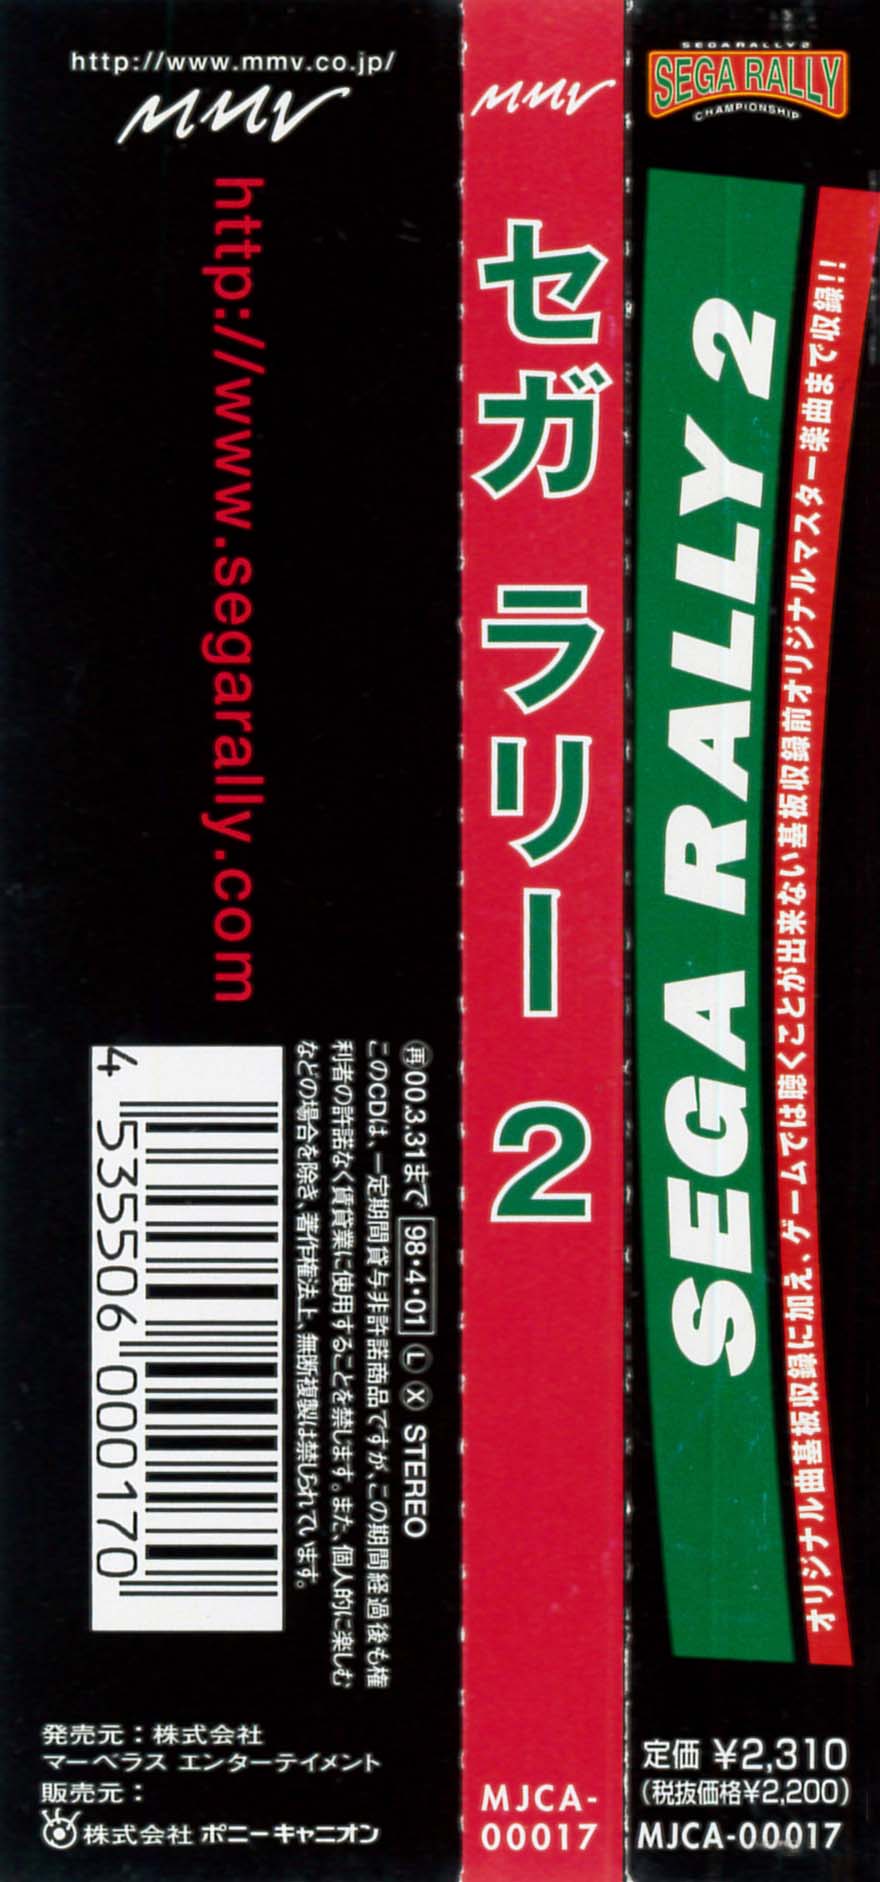 http://www.mmv.co.jp/
mmv
http://www.segarally.com
㊐00.3.31まで 98・4・01 Ⓛ Ⓧ STEREO
このCDは、一定期間貸与非許諾商品ですが、この期間経過後も権
利者の許諾なく賃貸業に使用することを禁じます。また、個人的に楽しむ
などの場合を除き、著作権法上、無断複製は禁じられています。
4 535506 000170
発売元：株式会社
マーベラス エンターテイメント
販売元：
株式会社 ポニーキャニオン
mmv
セガ ラリー 2
MJCA-
00017
SEGARALLY 2
SEGA RALLY
CHAMPIONSHIP
SEGA RALLY 2
オリジナル曲基板収録に加え、ゲームでは聴くことが出来ない基板収録前オリジナルマスター楽曲まで収録!!
定価 ¥2,310
(税抜価格¥2,200)
MJCA-00017